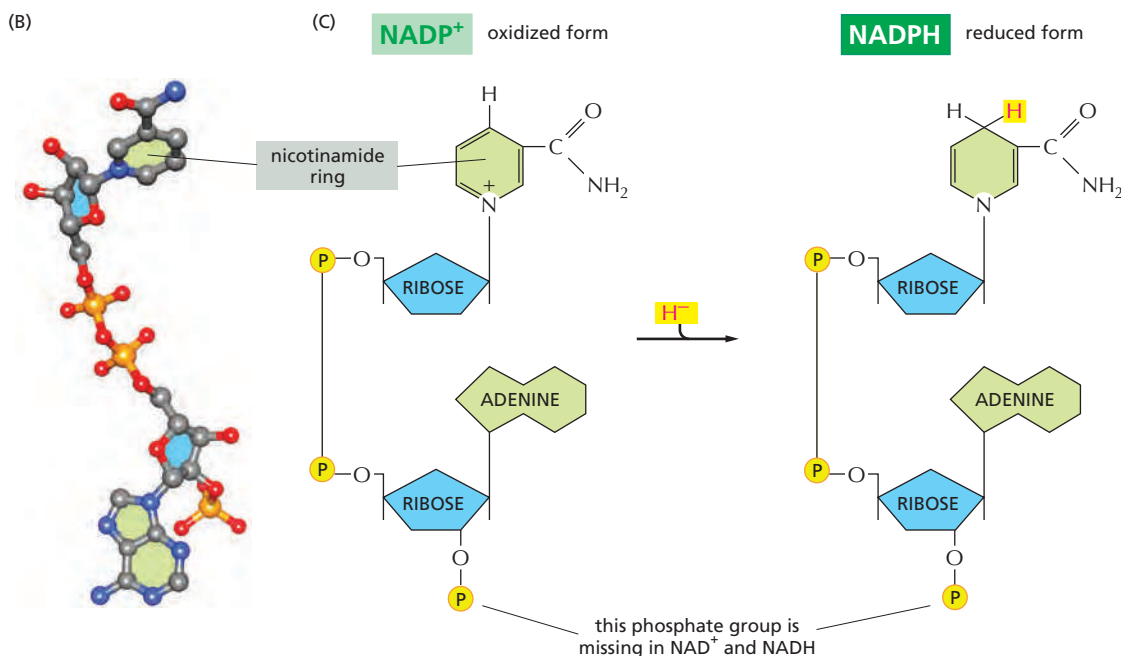 (B)
(C)
NADP+ oxidized form
NADPH reduced form
H
O
C
NH2
+
N
nicotinamide
ring
P
O
RIBOSE
ADENINE
P
O
RIBOSE
O
P
H−
H
H
O
C
NH2
N
P
O
RIBOSE
ADENINE
P
O
RIBOSE
O
P
this phosphate group is
missing in NAD+ and NADH